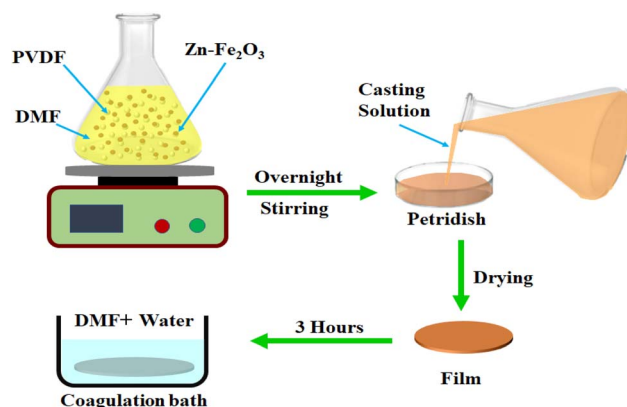 PVDF
Zn-Fe₂O₃
DMF
Casting
Solution
Overnight
Stirring
Petridish
Drying
DMF+ Water
3 Hours
Film
Coagulation bath